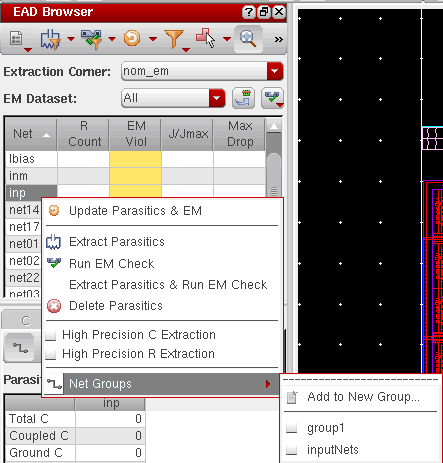 EAD Browser
»
Extraction Corner: nom_em
EM Dataset: All
Net R Count EM Viol J/Jmax Max Drop
Ibias
inm
inp
net14
net17
net01
net02
net22
net03
Update Parasitics & EM
Extract Parasitics
Run EM Check
Extract Parasitics & Run EM Check
Delete Parasitics
High Precision C Extraction
High Precision R Extraction
Net Groups
Add to New Group...
group1
inputNets
C
Parasi
inp
Total C 0
Coupled C 0
Ground C 0